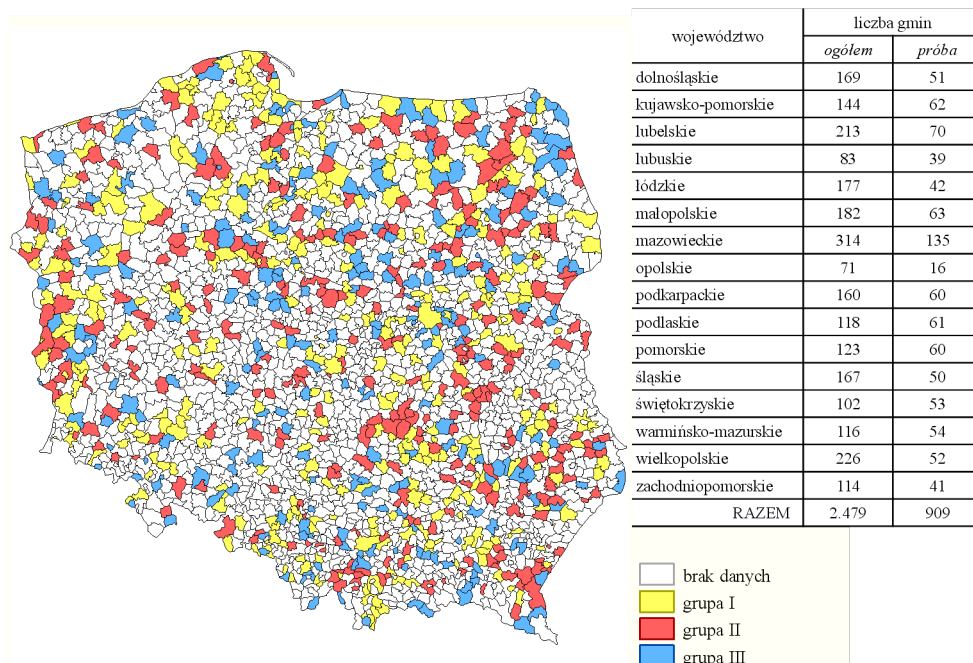 województwo
liczba gmin
ogółem próba
dolnośląskie 169 51
kujawsko-pomorskie 144 62
lubelskie 213 70
lubuskie 83 39
łódzkie 177 42
małopolskie 182 63
mazowieckie 314 135
opolskie 71 16
podkarpackie 160 60
podlaskie 118 61
pomorskie 123 60
śląskie 167 50
świętokrzyskie 102 53
warmińsko-mazurskie 116 54
wielkopolskie 226 52
zachodniopomorskie 114 41
RAZEM 2.479 909
brak danych
grupa I
grupa II
grupa III